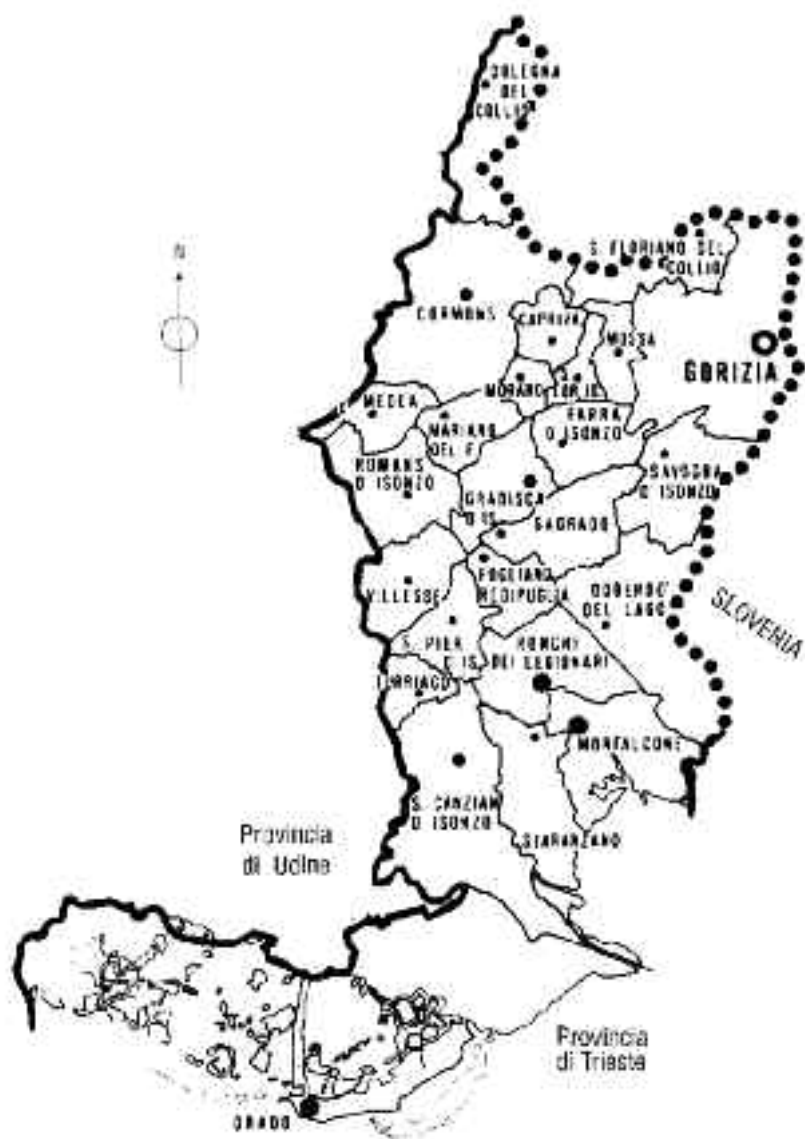 DOLEGNA
DEL
COLLIO
N
S. FLORIANO DEL
COLLIO
CORMONS
CAPRIVA
MOSSA
GORIZIA
MORARO
MEDEA
MARIANO
DEL F.
FARRA
D ISONZO
ROMANS
D ISONZO
GRADISCA
D IS.
SAVOGNA
D ISONZO
SAGRADO
VILLESSE
FOGLIANO
REDIPUGLIA
DOBERDO'
DEL LAGO
SLOVENIA
S. PIER
D IS.
RONCHI
DEI LEGIONARI
TURRIACO
MONFALCONE
S. CANZIAN
D ISONZO
STARANZANO
Provincia
di Udine
Provincia
di Trieste
GRADO